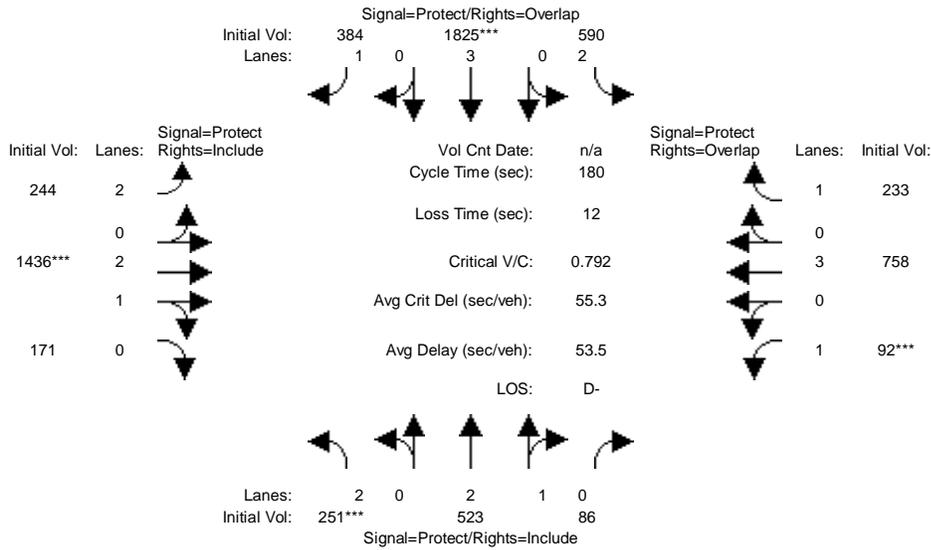 Signal=Protect/Rights=Overlap
Initial Vol: 384 1825*** 590
Lanes: 1 0 3 0 2
Signal=Protect
Initial Vol: Lanes: Rights=Include
Vol Cnt Date: n/a
Signal=Protect
Rights=Overlap Lanes: Initial Vol:
Cycle Time (sec): 180
244 2
1 233
Loss Time (sec): 12
0
0
1436*** 2
Critical V/C: 0.792
3 758
1
Avg Crit Del (sec/veh): 55.3
0
171 0
Avg Delay (sec/veh): 53.5
1 92***
LOS: D-
Lanes: 2 0 2 1 0
Initial Vol: 251*** 523 86
Signal=Protect/Rights=Include